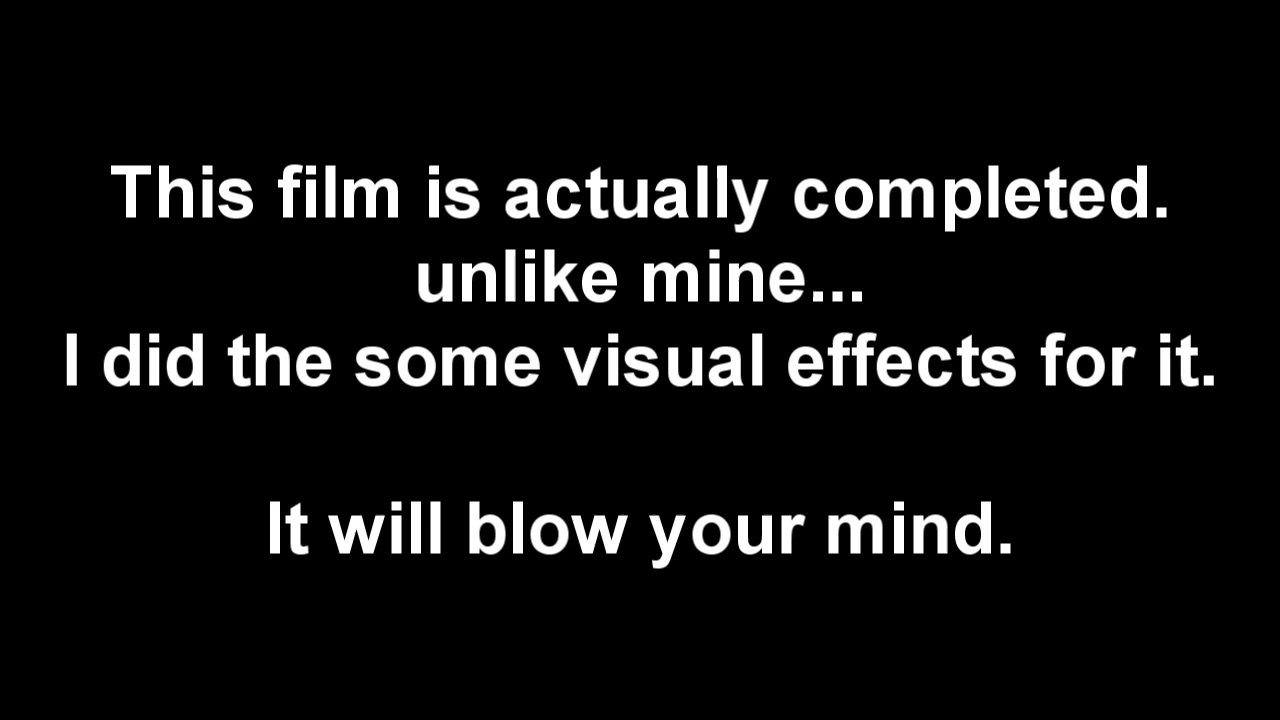 This film is actually completed.
unlike mine...
I did the some visual effects for it.
It will blow your mind.